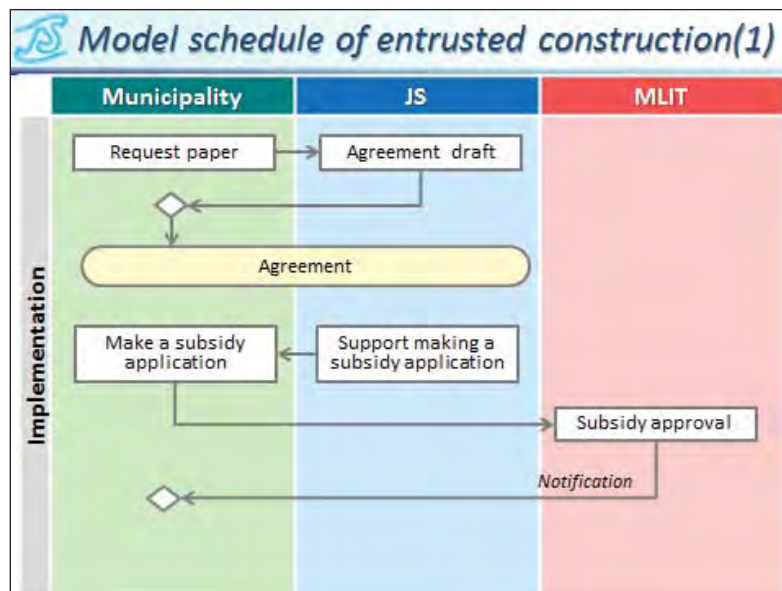 JS Model schedule of entrusted construction(1)
Municipality JS MLIT
Implementation
Request paper Agreement draft
Agreement
Make a subsidy
application
Support making a
subsidy application
Subsidy approval
Notification